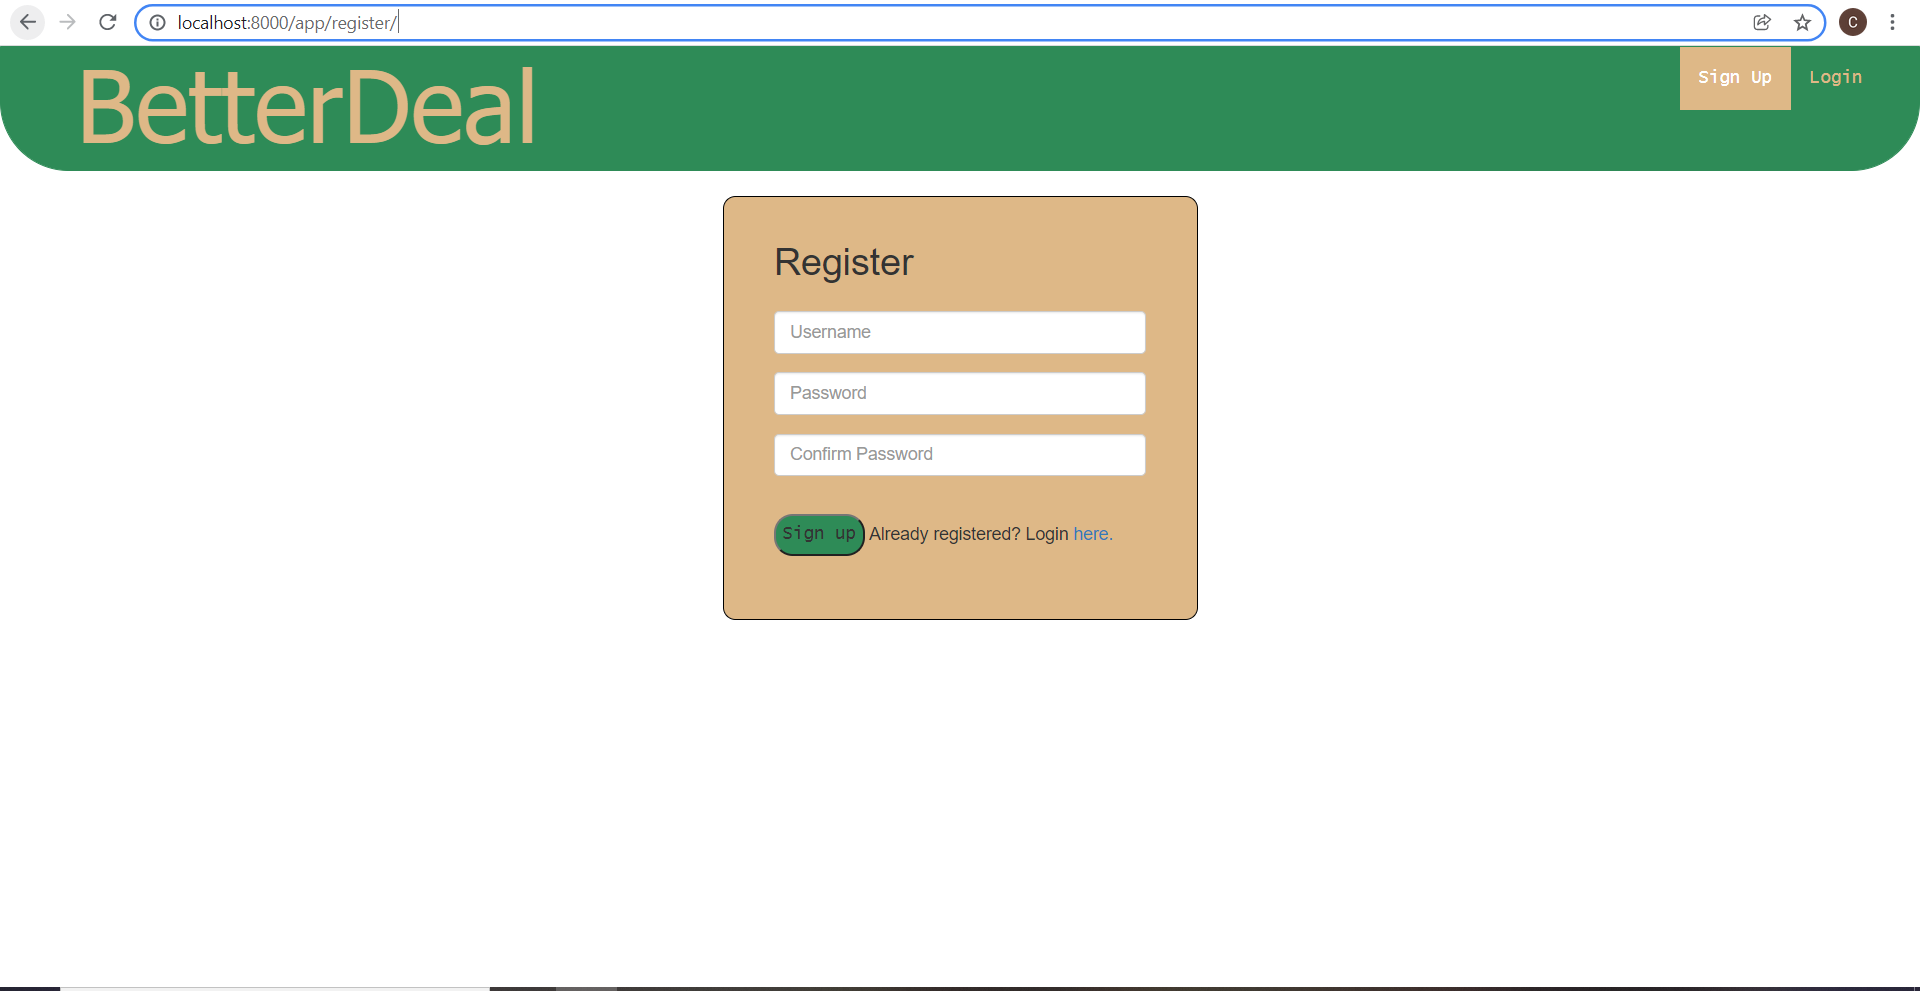 localhost:8000/app/register/
C
BetterDeal
Sign Up
Login
Register
Username
Password
Confirm Password
Sign up Already registered? Login here.